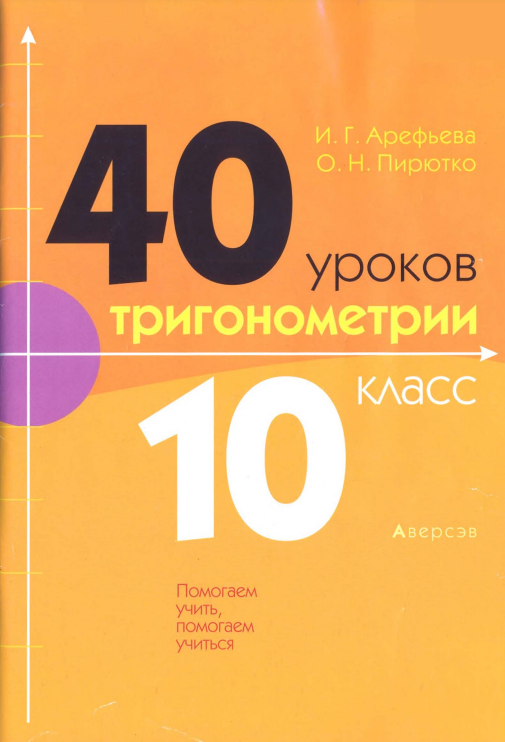 И. Г. Арефьева
О. Н. Пирютко
40
уроков
тригонометрии
10
класс
Аверсэв
Помогаем
учить,
помогаем
учиться